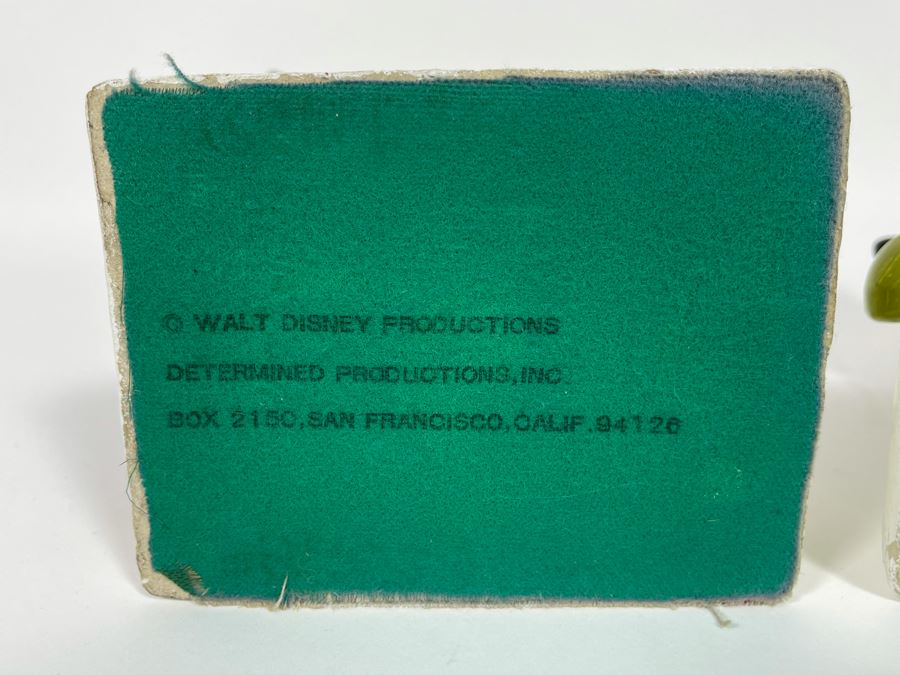 © WALT DISNEY PRODUCTIONS
DETERMINED PRODUCTIONS,INC.
BOX 2150,SAN FRANCISCO,CALIF.94126